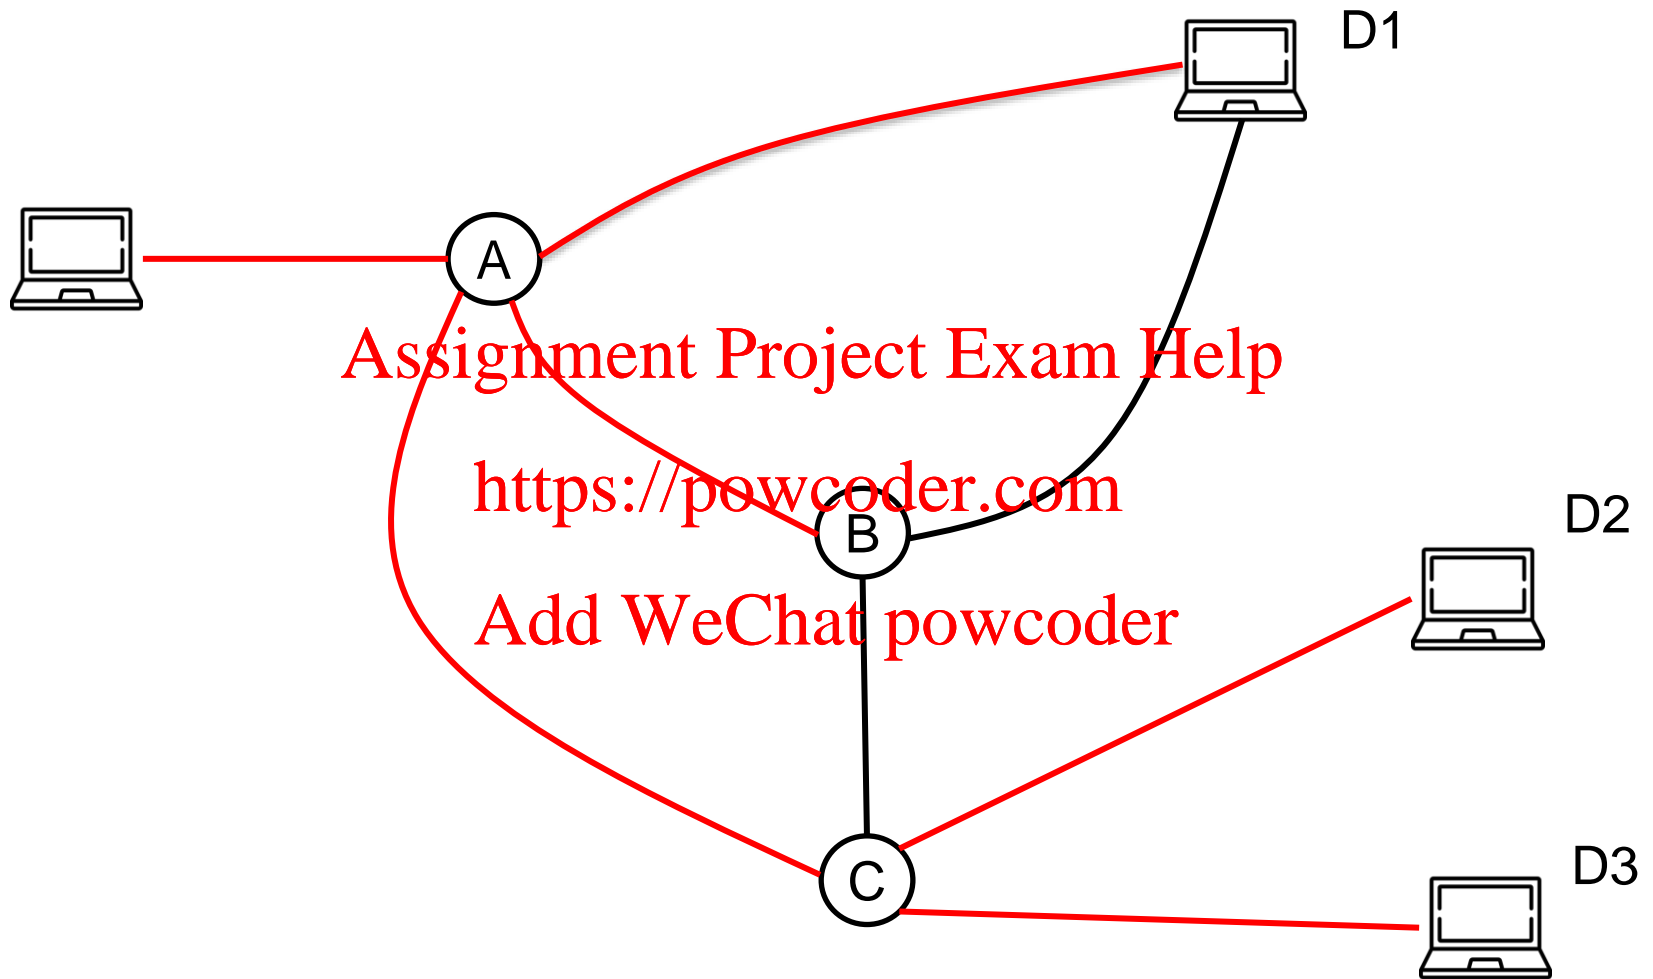 D1
A
Assignment Project Exam Help
https://powcoder.com
B
D2
Add WeChat powcoder
C
D3